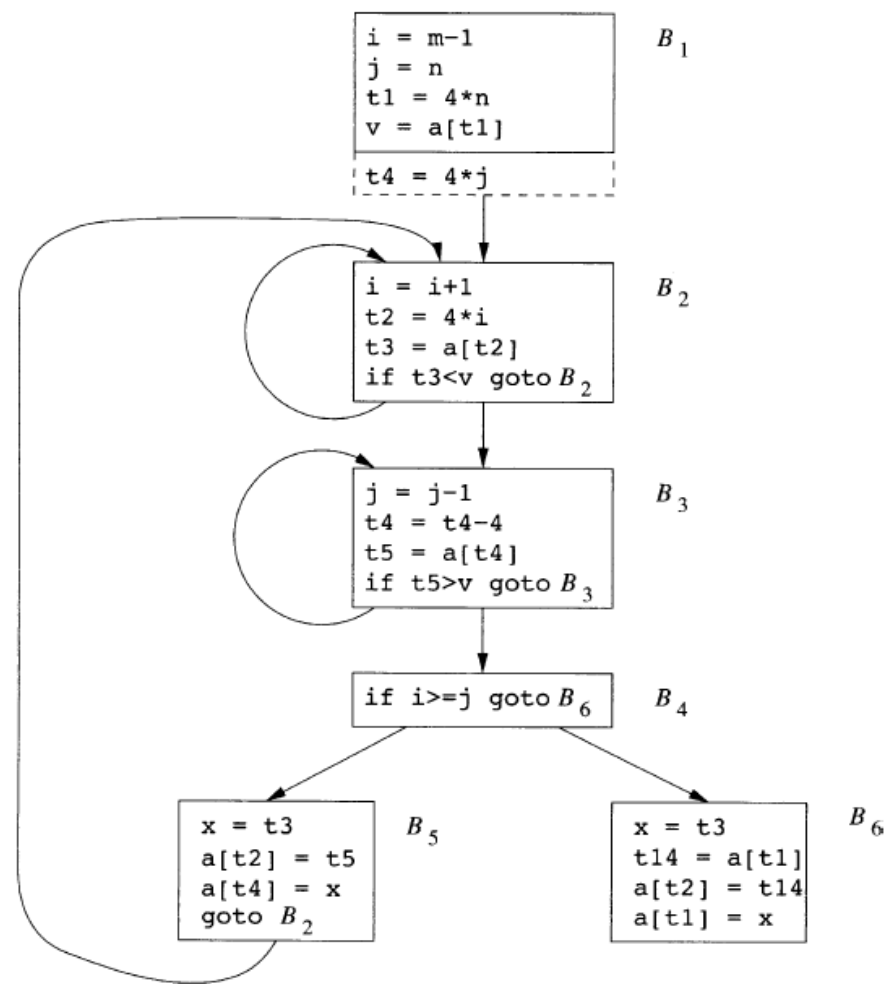 i = m-1
j = n
t1 = 4*n
v = a[t1]
t4 = 4*j
B1
i = i+1
t2 = 4*i
t3 = a[t2]
if t3<v goto B2
B2
j = j-1
t4 = t4-4
t5 = a[t4]
if t5>v goto B3
B3
if i>=j goto B6
B4
x = t3
a[t2] = t5
a[t4] = x
goto B2
B5
x = t3
t14 = a[t1]
a[t2] = t14
a[t1] = x
B6